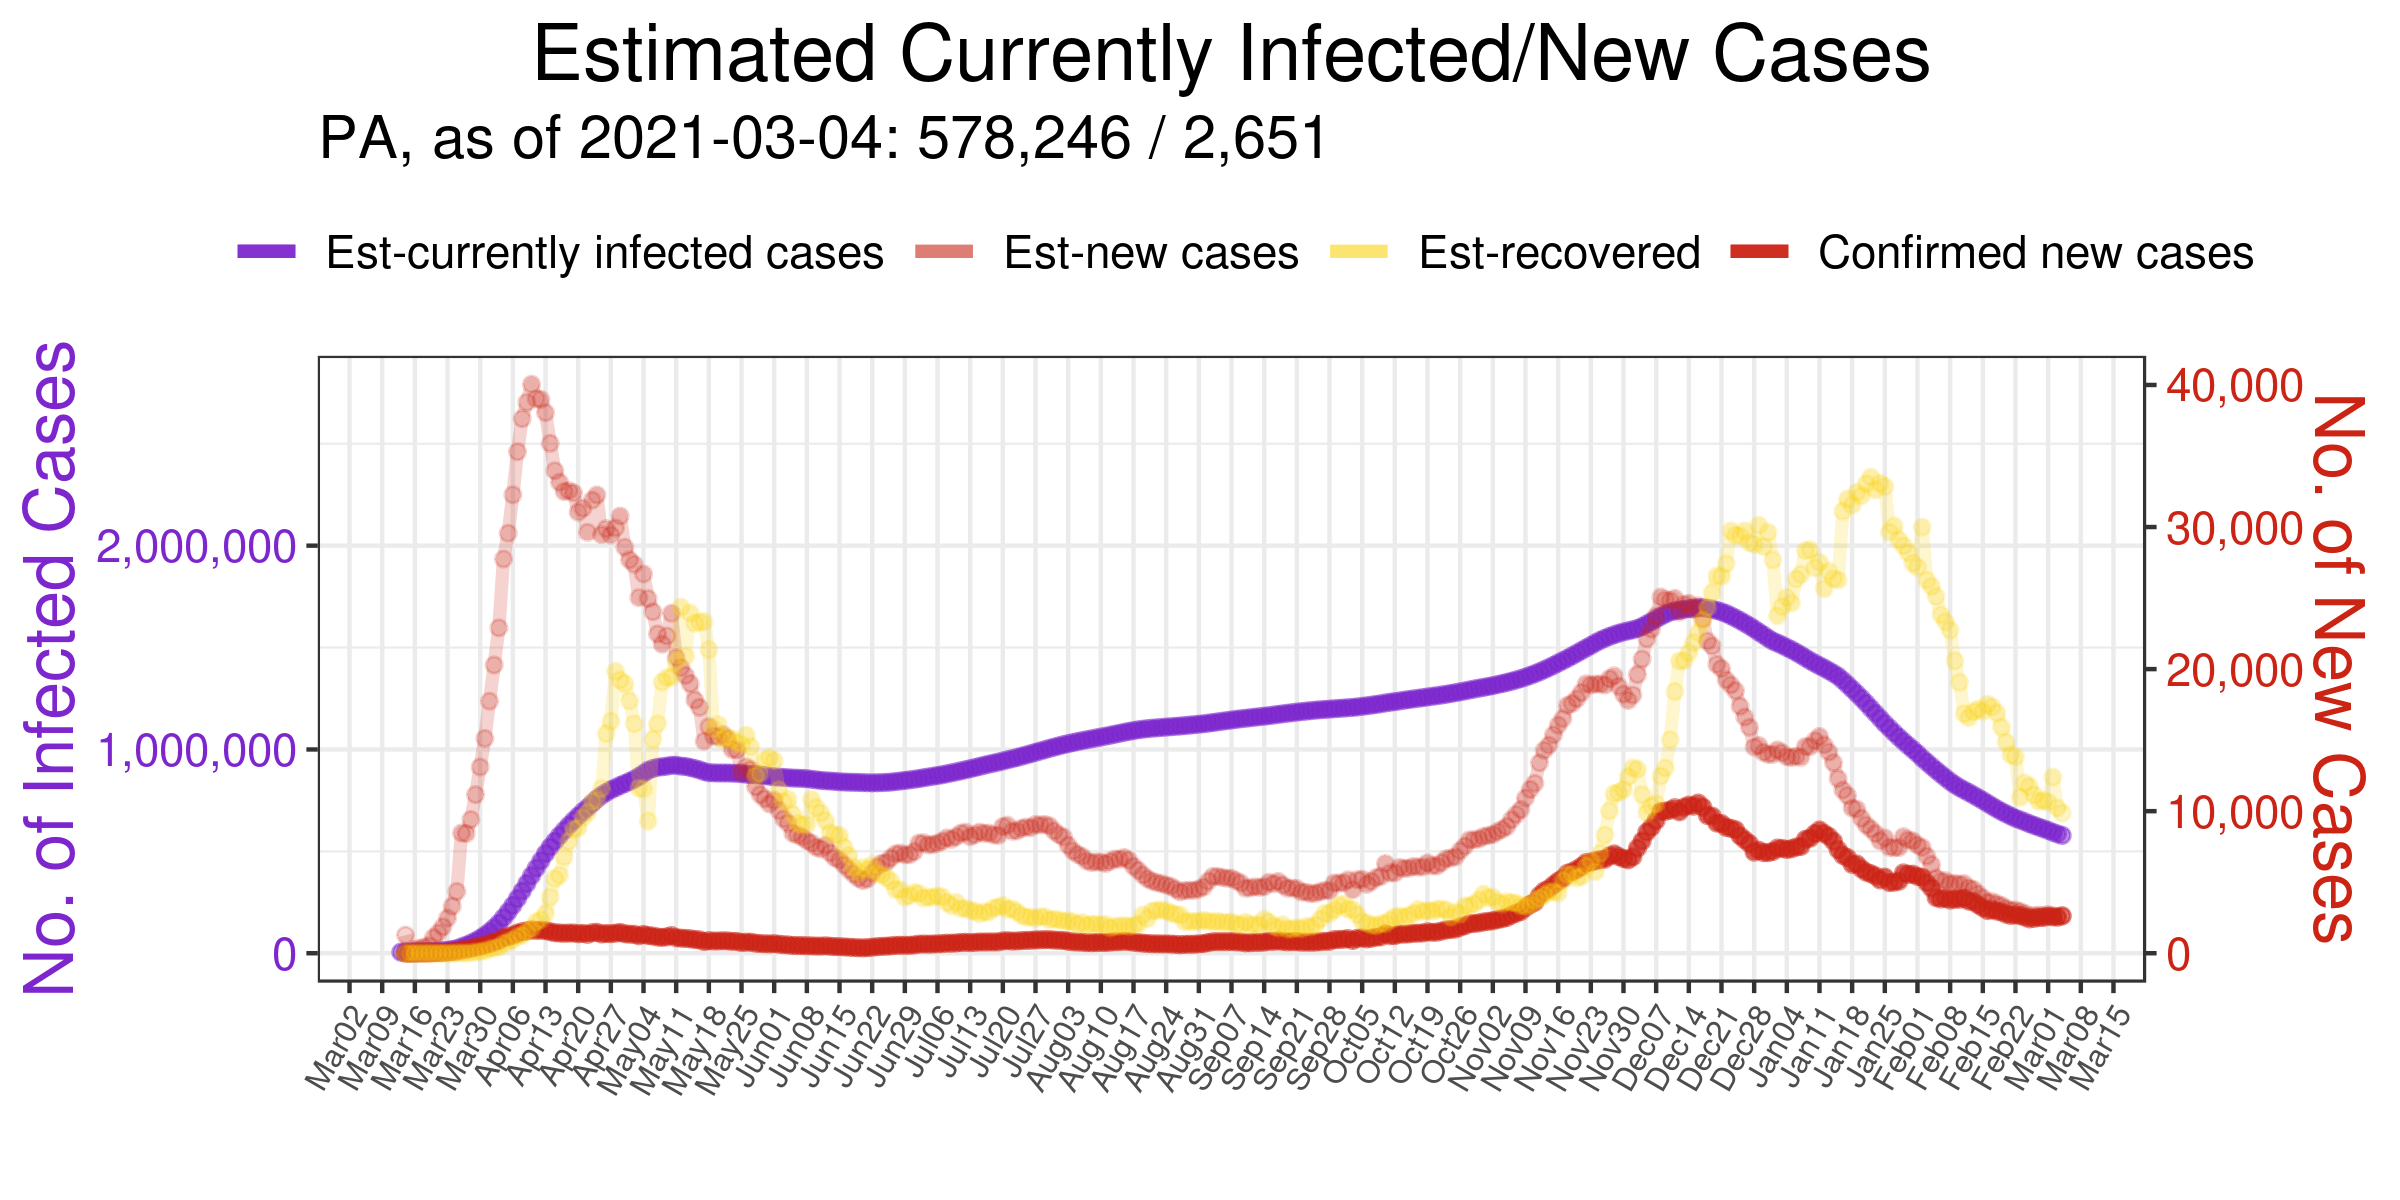 Estimated Currently Infected/New Cases
PA, as of 2021-03-04: 578,246 / 2,651
Est-currently infected cases Est-new cases Est-recovered Confirmed new cases
No. of Infected Cases
2,000,000
1,000,000
0
40,000
30,000
20,000
10,000
0
No. of New Cases
Mar02 Mar09 Mar16 Mar23 Mar30 Apr06 Apr13 Apr20 Apr27 May04 May11 May18 May25 Jun01 Jun08 Jun15 Jun22 Jun29 Jul06 Jul13 Jul20 Jul27 Aug03 Aug10 Aug17 Aug24 Aug31 Sep07 Sep14 Sep21 Sep28 Oct05 Oct12 Oct19 Oct26 Nov02 Nov09 Nov16 Nov23 Nov30 Dec07 Dec14 Dec21 Dec28 Jan04 Jan11 Jan18 Jan25 Feb01 Feb08 Feb15 Feb22 Mar01 Mar08 Mar15